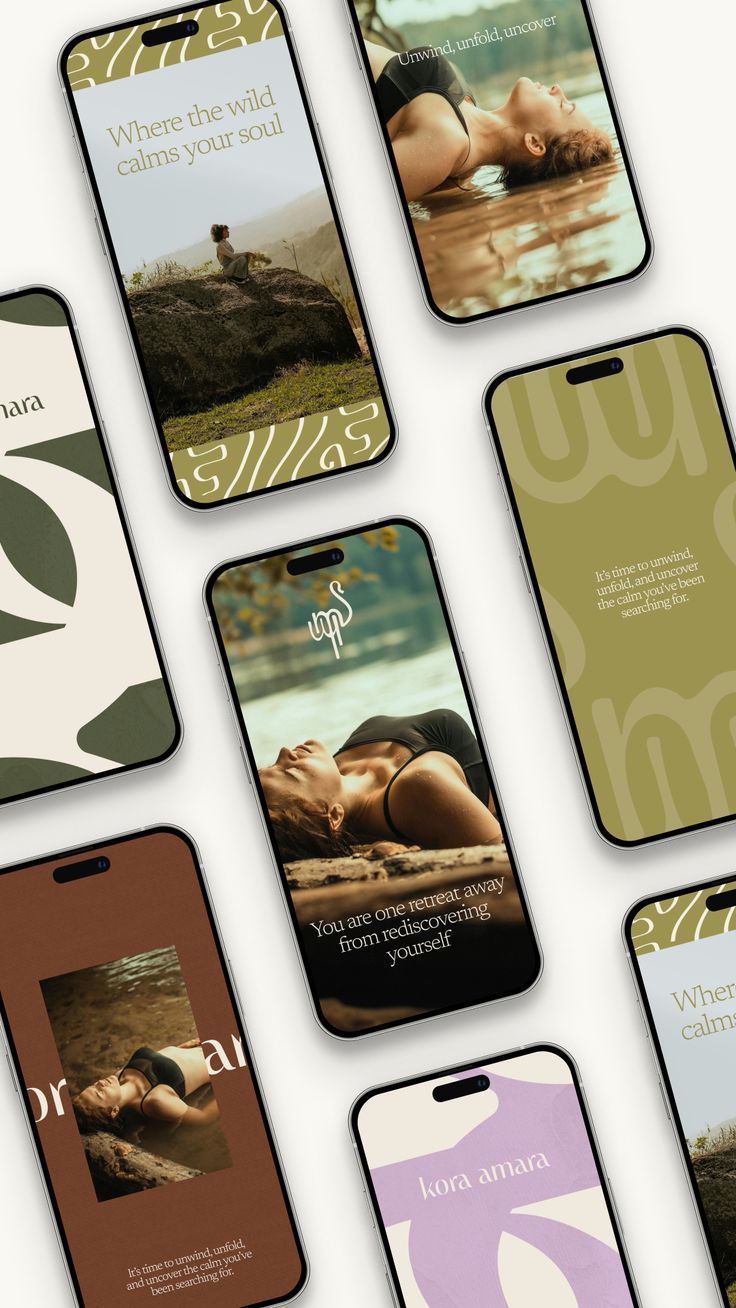 Where the wild
calms your soul
Unwind, unfold, uncover
nara
It's time to unwind,
unfold, and uncover
the calm you've been
searching for.
You are one retreat away
from rediscovering
yourself
or
ar
It's time to unwind, unfold,
and uncover the calm you've
been searching for.
kora amara
Wher
calms